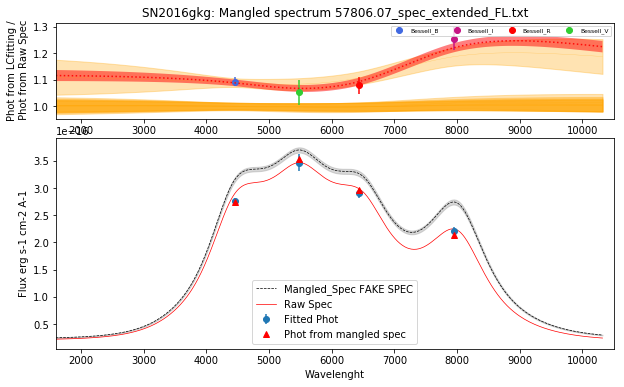 SN2016gkg: Mangled spectrum 57806.07_spec_extended_FL.txt
Phot from LCfitting /
Phot from Raw Spec
Bessell_B
Bessell_I
Bessell_R
Bessell_V
1.3
1.2
1.1
1.0
2000 3000 4000 5000 6000 7000 8000 9000 10000
Flux erg s-1 cm-2 A-1
3.5
3.0
2.5
2.0
1.5
1.0
0.5
Mangled_Spec FAKE SPEC
Raw Spec
Fitted Phot
Phot from mangled spec
2000 3000 4000 5000 6000 7000 8000 9000 10000
Wavelenght